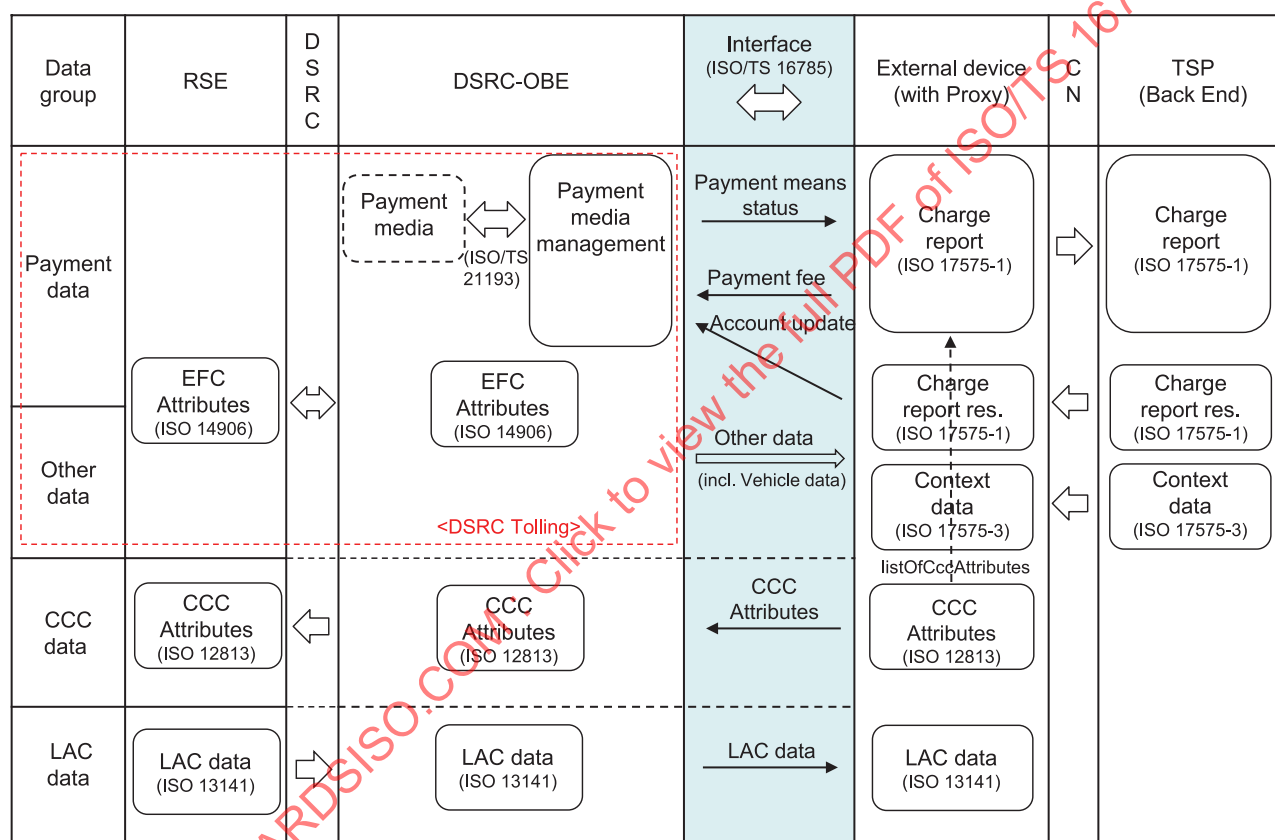 Data
group
RSE
D
S
R
C
DSRC-OBE
Interface
(ISO/TS 16785)
External device
(with Proxy)
C
N
TSP
(Back End)
Payment
data
Payment
media
(ISO/TS
21193)
Payment
media
management
Payment means
status
Payment fee
Account update
Charge
report
(ISO 17575-1)
Charge
report
(ISO 17575-1)
EFC
Attributes
(ISO 14906)
EFC
Attributes
(ISO 14906)
Charge
report res.
(ISO 17575-1)
Charge
report res.
(ISO 17575-1)
Other
data
Other data
(incl. Vehicle data)
Context
data
(ISO 17575-3)
Context
data
(ISO 17575-3)
<DSRC Tolling>
listOfCccAttributes
CCC
data
CCC
Attributes
(ISO 12813)
CCC
Attributes
(ISO 12813)
CCC
Attributes
CCC
Attributes
(ISO 12813)
LAC
data
LAC data
(ISO 13141)
LAC data
(ISO 13141)
LAC data
LAC data
(ISO 13141)
ARDSISO.COM : Click to view the full PDF of ISO/TS 167